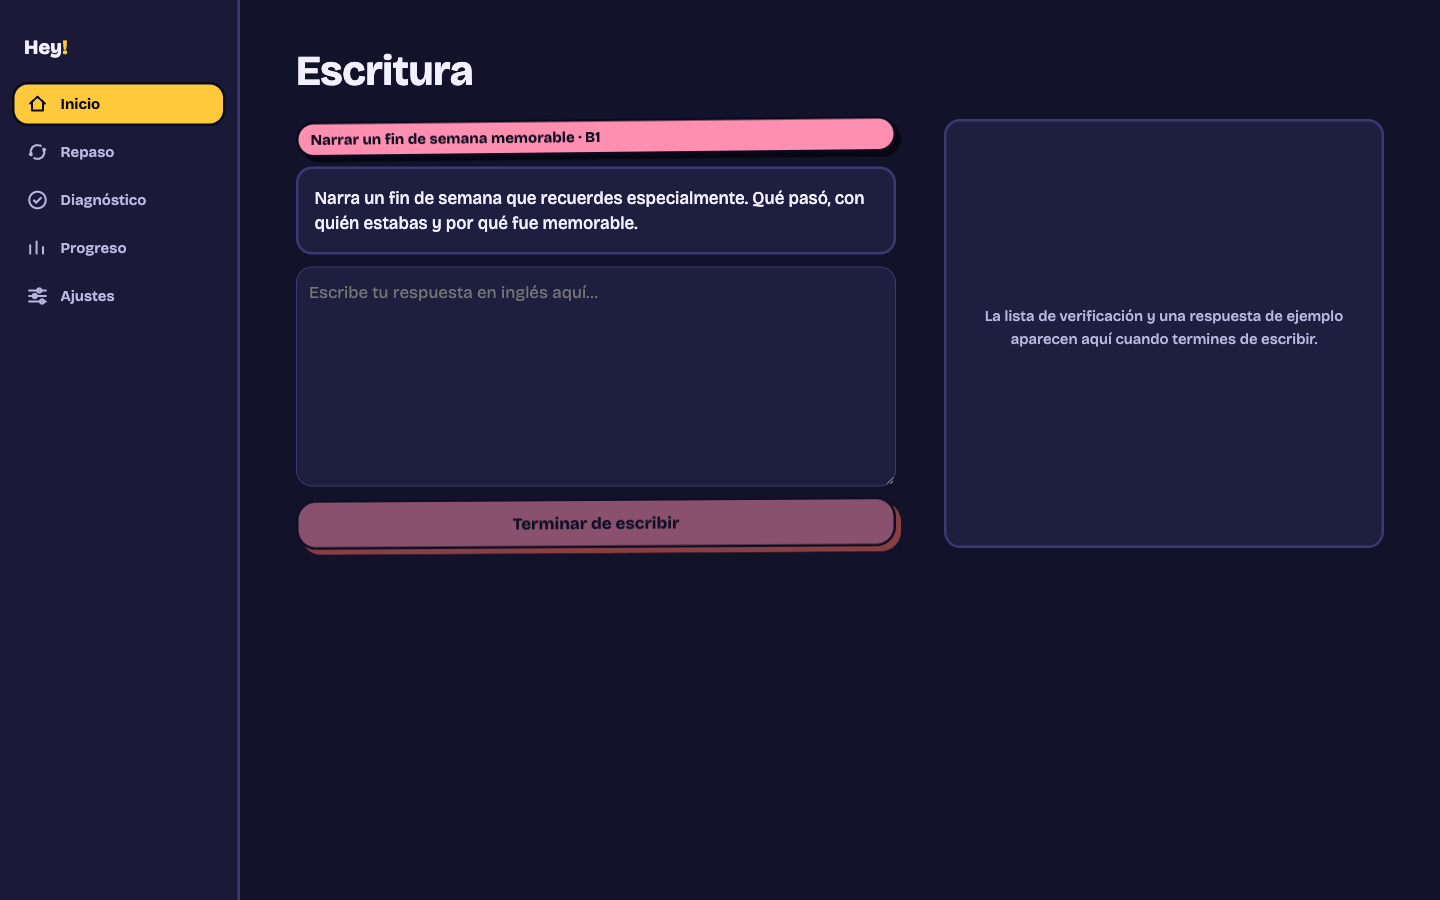 Hey!
Inicio
Repaso
Diagnóstico
Progreso
Ajustes
Escritura
Narrar un fin de semana memorable · B1
Narra un fin de semana que recuerdes especialmente. Qué pasó, con
quién estabas y por qué fue memorable.
Escribe tu respuesta en inglés aquí...
Terminar de escribir
La lista de verificación y una respuesta de ejemplo
aparecen aquí cuando termines de escribir.